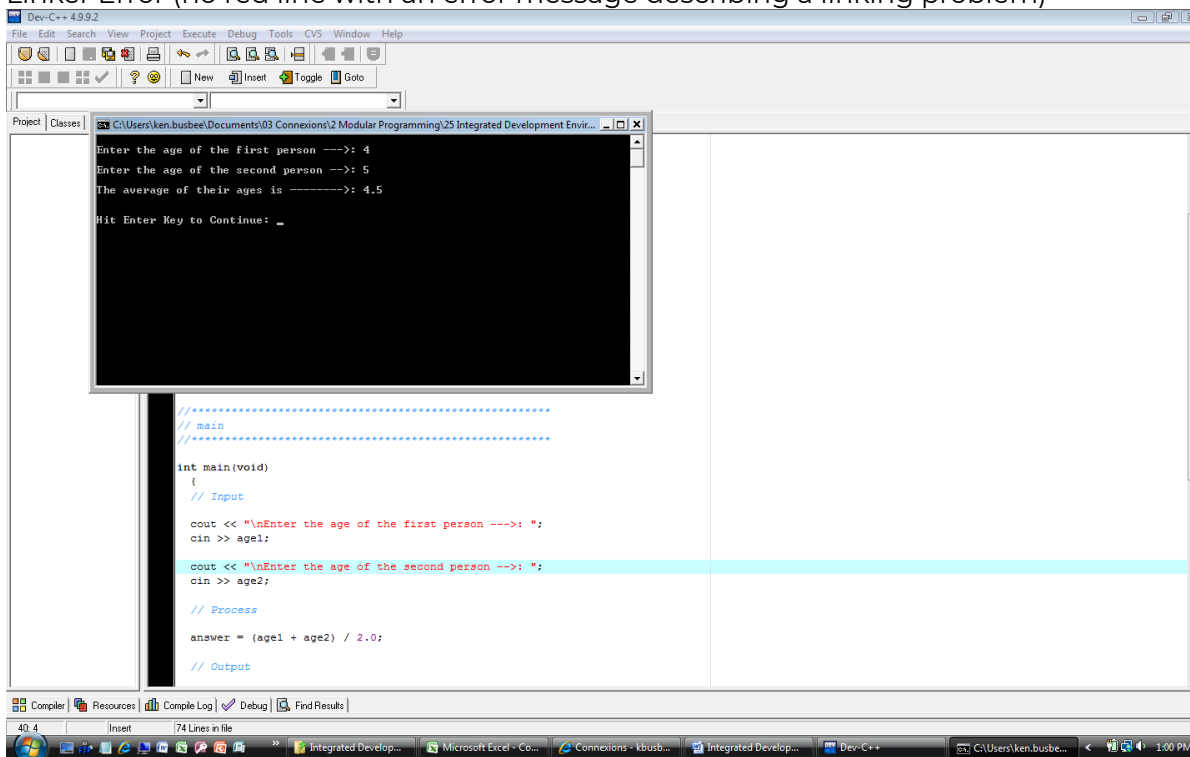 Linker Error (no red line with an error message describing a linking problem)
Dev-C++ 4.9.9.2
File Edit Search View Project Execute Debug Tools CVS Window Help
New Insert Toggle Goto
Project Classes
C:\Users\ken.busbee\Documents\03 Connexions\2 Modular Programming\25 Integrated Development Envir...
Enter the age of the first person --->: 4
Enter the age of the second person -->: 5
The average of their ages is -------->: 4.5
Hit Enter Key to Continue: _
//******************************************************
// main
//******************************************************
int main(void)
{
// Input
cout << "\nEnter the age of the first person --->: ";
cin >> age1;
cout << "\nEnter the age of the second person -->: ";
cin >> age2;
// Process
answer = (age1 + age2) / 2.0;
// Output
Compiler Resources Compile Log Debug Find Results
40: 4 Insert 74 Lines in file
Integrated Develop... Microsoft Excel - Co... Connexions - kbusb... Integrated Develop... Dev-C++ C:\Users\ken.busbe... 1:00 PM